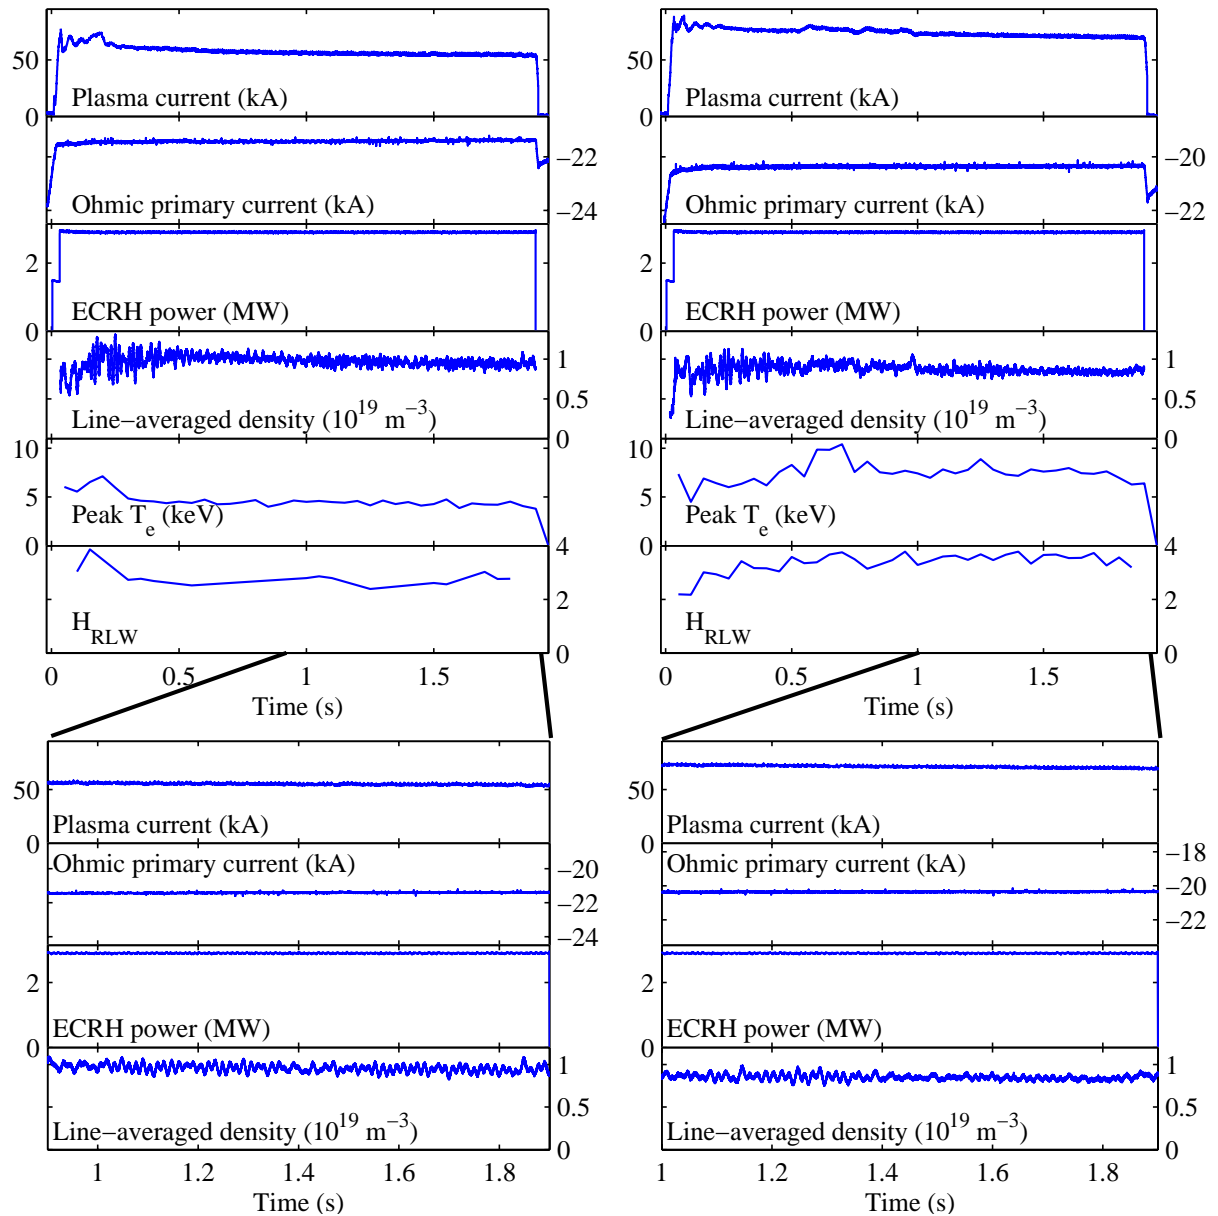 50
0
Plasma current (kA)
−22
−24
Ohmic primary current (kA)
2
0
ECRH power (MW)
1
0.5
0
Line−averaged density (10^19 m^−3)
10
5
0
Peak T_e (keV)
4
2
0
H_RLW
0 0.5 1 1.5
Time (s)
50
0
Plasma current (kA)
−20
−22
Ohmic primary current (kA)
2
0
ECRH power (MW)
1
0.5
0
Line−averaged density (10^19 m^−3)
10
5
0
Peak T_e (keV)
4
2
0
H_RLW
0 0.5 1 1.5
Time (s)
50
0
Plasma current (kA)
Ohmic primary current (kA)
−20
−22
−24
2
0
ECRH power (MW)
1
0.5
0
Line−averaged density (10^19 m^−3)
1 1.2 1.4 1.6 1.8
Time (s)
50
0
Plasma current (kA)
Ohmic primary current (kA)
−18
−20
−22
2
0
ECRH power (MW)
1
0.5
0
Line−averaged density (10^19 m^−3)
1 1.2 1.4 1.6 1.8
Time (s)